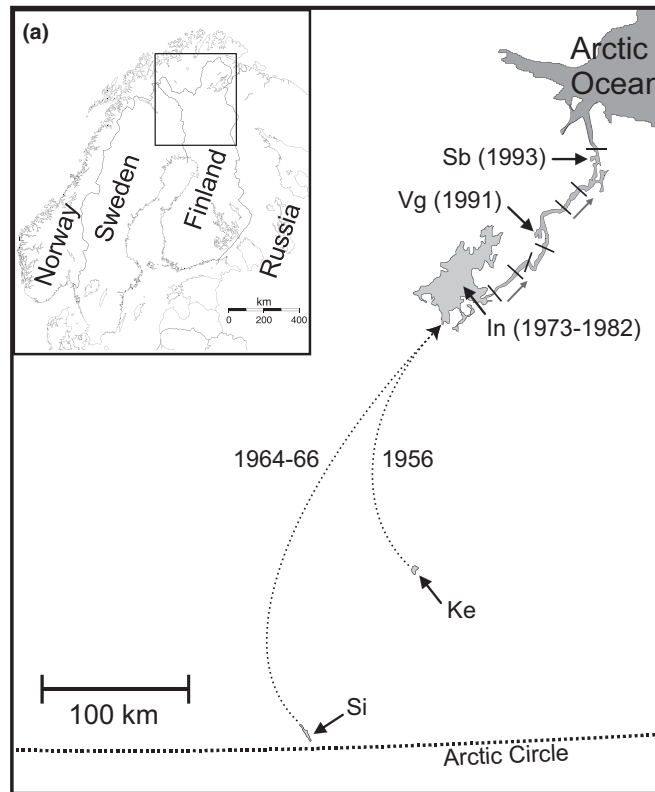 (a)
Norway
Sweden
Finland
Russia
km
0 200 400
Arctic
Ocean
Sb (1993)
Vg (1991)
In (1973-1982)
1964-66
1956
Ke
Si
100 km
Arctic Circle